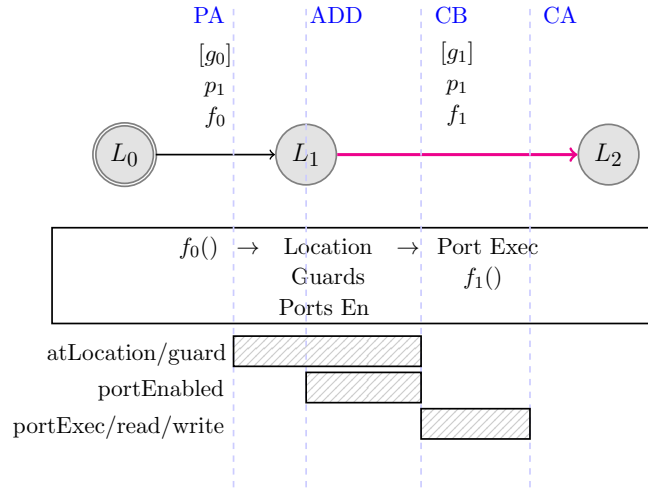 PA ADD CB CA
[g₀] [g₁]
p₁ p₁
f₀ f₁
L₀ L₁ L₂
f₀() → Location → Port Exec
Guards f₁()
Ports En
atLocation/guard
portEnabled
portExec/read/write